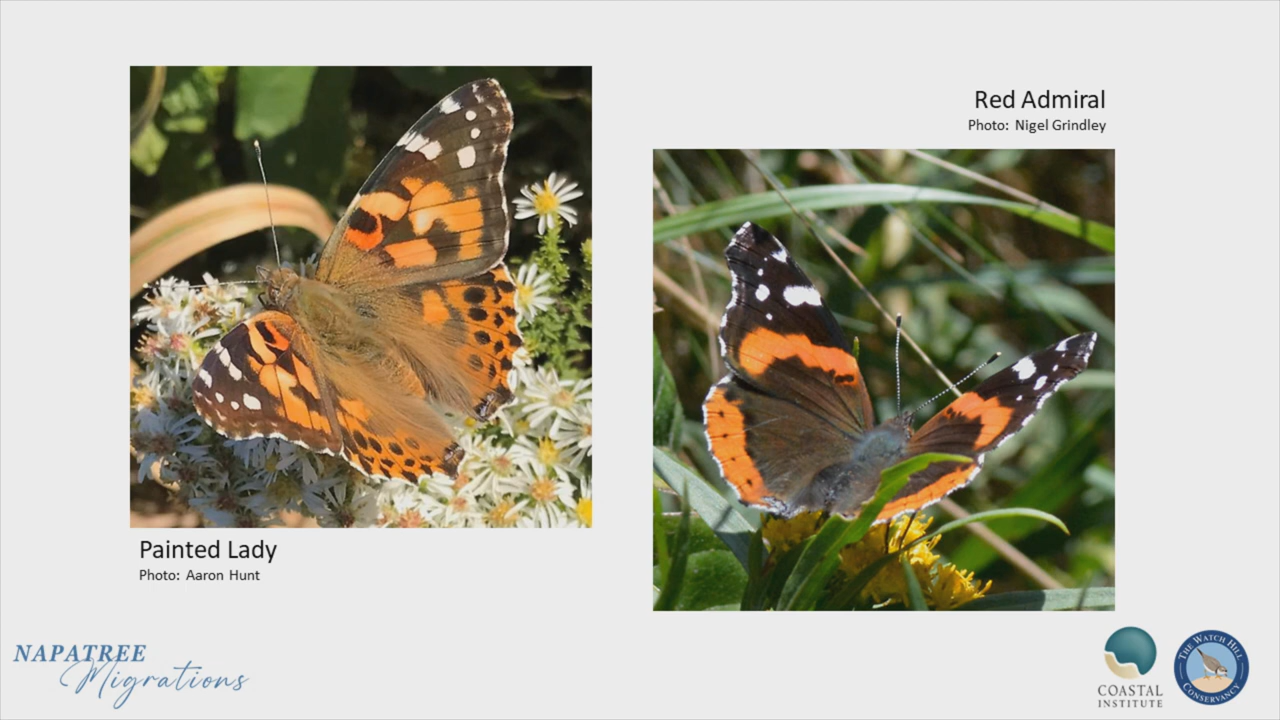 Red Admiral
Photo: Nigel Grindley
Painted Lady
Photo: Aaron Hunt
NAPATREE
Migrations
COASTAL
INSTITUTE
THE WATCH HILL
CONSERVANCY